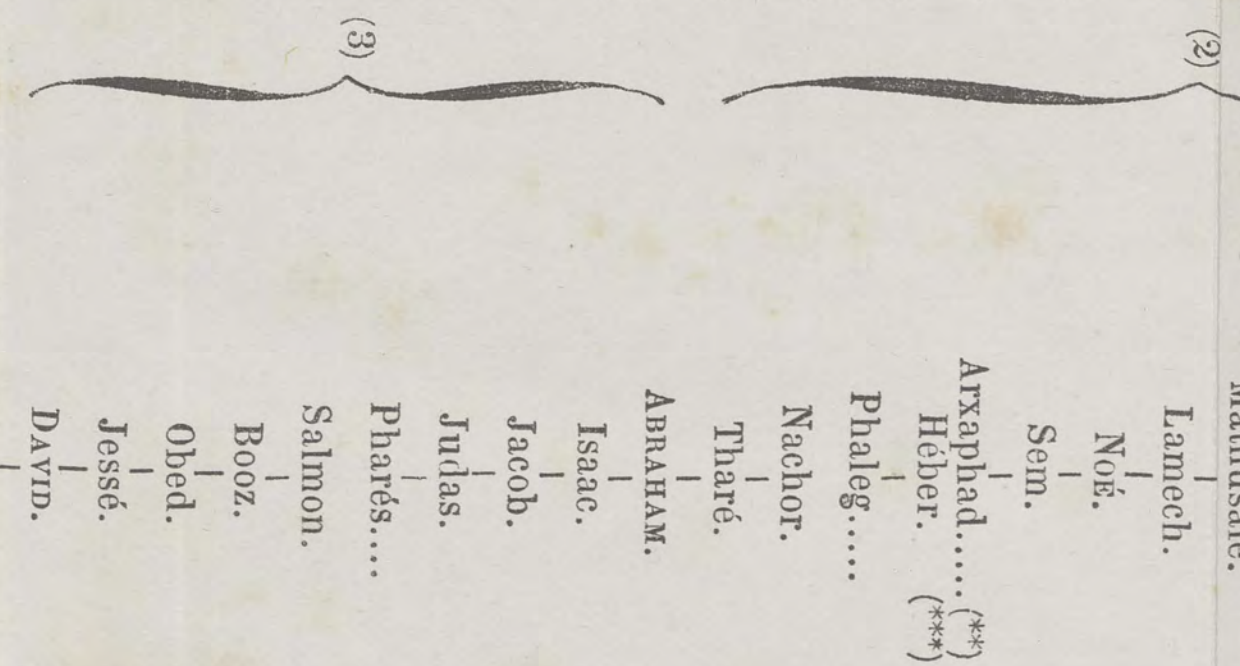 Lamech.
NOÉ.
Sem.
Arxaphad..... (**)
Héber. (***)
Phaleg.....
Nachor.
Tharé.
ABRAHAM.
Isaac.
Jacob.
Judas.
Pharés....
Salmon.
Booz.
Obed.
Jessé.
DAVID.
(2)
(3)